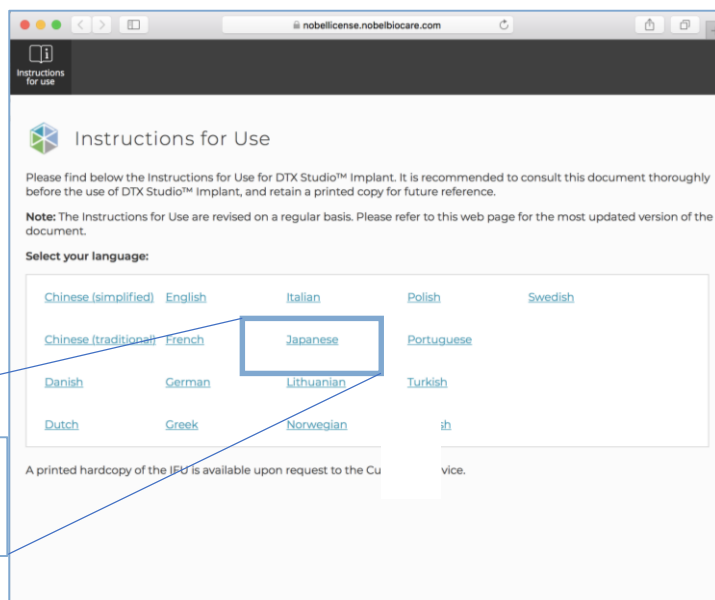 nobellicense.nobelbiocare.com
Instructions
for use
Instructions for Use
Please find below the Instructions for Use for DTX Studio™ Implant. It is recommended to consult this document thoroughly
before the use of DTX Studio™ Implant, and retain a printed copy for future reference.
Note: The Instructions for Use are revised on a regular basis. Please refer to this web page for the most updated version of the
document.
Select your language:
Chinese (simplified) English Italian Polish Swedish
Chinese (traditional) French Japanese Portuguese
Danish German Lithuanian Turkish
Dutch Greek Norwegian
A printed hardcopy of the IFU is available upon request to the